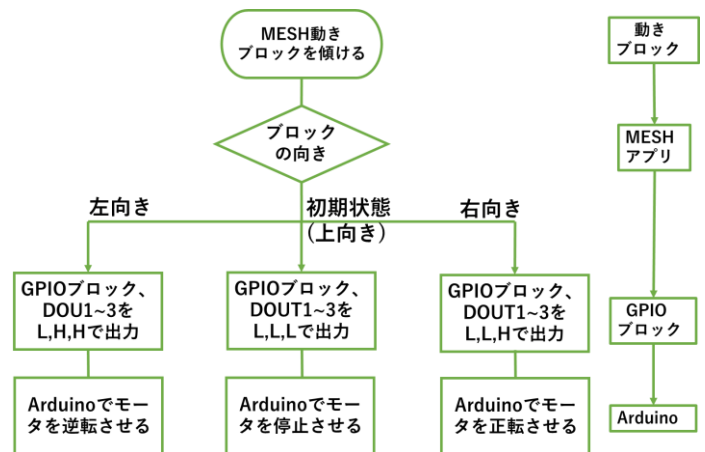 MESH動き
ブロックを傾ける
ブロック
の向き
左向き
初期状態
(上向き)
右向き
GPIOブロック、
DOU1~3を
L,H,Hで出力
GPIOブロック、
DOUT1~3を
L,L,Lで出力
GPIOブロック、
DOUT1~3を
L,L,Hで出力
Arduinoでモー
タを逆転させる
Arduinoでモー
タを停止させる
Arduinoでモー
タを正転させる
動き
ブロック
MESH
アプリ
GPIO
ブロック
Arduino